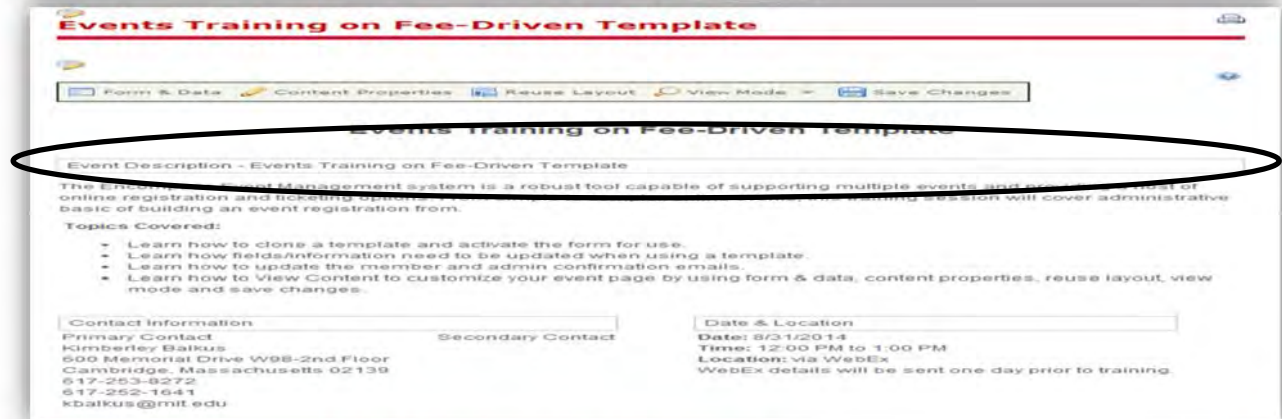 Events Training on Fee-Driven Template
Form & Data Content Properties Reuse Layout View Mode Save Changes
Events Training on Fee-Driven Template
Event Description - Events Training on Fee-Driven Template
The Encompass Event Management system is a robust tool capable of supporting multiple events and host of
online registration and ticketing options. training session will cover administrative
basic of building an event registration from.
Topics Covered:
Learn how to clone a template and activate the form for use.
Learn how fields/information need to be updated when using a template.
Learn how to update the member and admin confirmation emails.
Learn how to View Content to customize your event page by using form & data, content properties, reuse layout, view
mode and save changes.
Contact Information
Date & Location
Primary Contact
Secondary Contact
Kimberley Balkus
600 Memorial Drive W98-2nd Floor
Cambridge, Massachusetts 02139
617-253-8272
617-252-1641
kbalkus@mit.edu
Date: 8/31/2014
Time: 12:00 PM to 1:00 PM
Location: via WebEx
WebEx details will be sent one day prior to training.